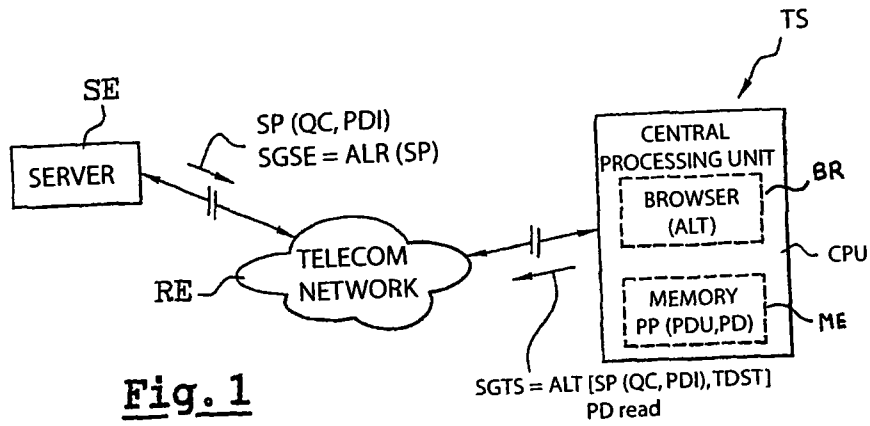 TS
SE
SP (QC, PDI)
SGSE = ALR (SP)
SERVER
CENTRAL
PROCESSING UNIT
BROWSER
(ALT)
BR
CPU
TELECOM
NETWORK
RE
MEMORY
PP (PDU,PD)
ME
SGTS = ALT [SP (QC, PDI), TDST]
PD read
Fig. 1